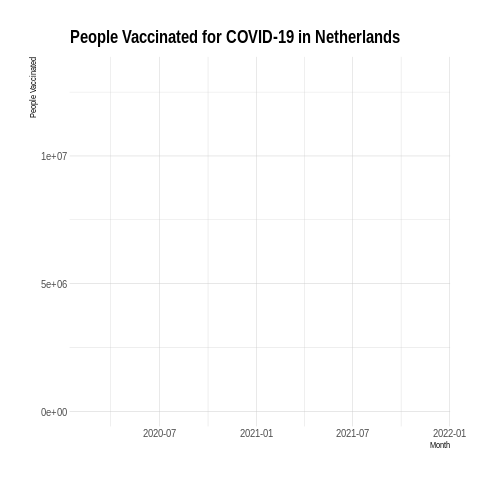 People Vaccinated for COVID-19 in Netherlands
People Vaccinated
1e+07
5e+06
0e+00
2020-07 2021-01 2021-07 2022-01
Month